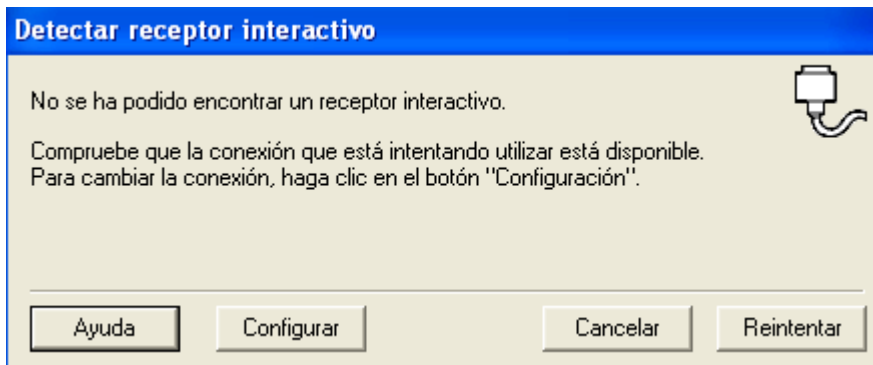 Detectar receptor interactivo
No se ha podido encontrar un receptor interactivo.
Compruebe que la conexión que está intentando utilizar está disponible.
Para cambiar la conexión, haga clic en el botón "Configuración".
Ayuda Configurar Cancelar Reintentar